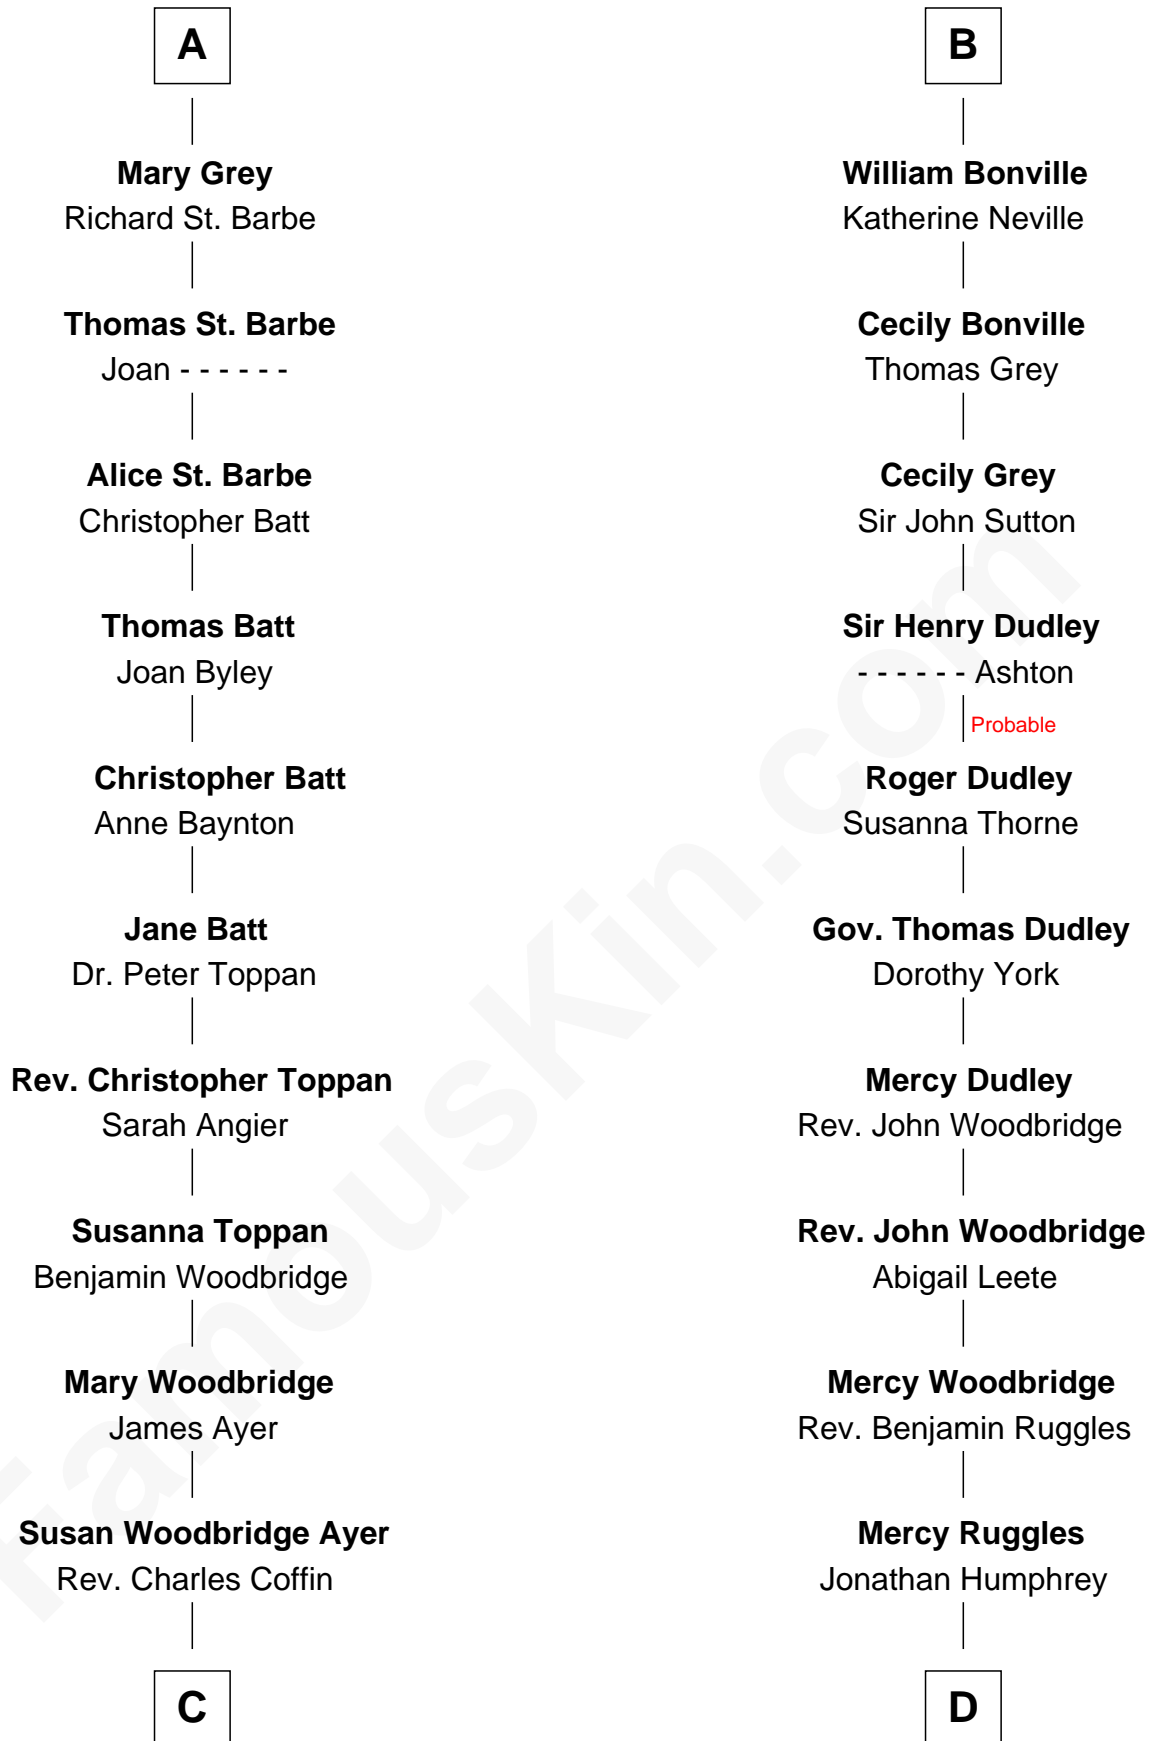 A
Mary Grey
Richard St. Barbe
Thomas St. Barbe
Joan - - - - - -
Alice St. Barbe
Christopher Batt
Thomas Batt
Joan Byley
Christopher Batt
Anne Baynton
Jane Batt
Dr. Peter Toppan
Rev. Christopher Toppan
Sarah Angier
Susanna Toppan
Benjamin Woodbridge
Mary Woodbridge
James Ayer
Susan Woodbridge Ayer
Rev. Charles Coffin
C
B
William Bonville
Katherine Neville
Cecily Bonville
Thomas Grey
Cecily Grey
Sir John Sutton
Sir Henry Dudley
- - - - - - Ashton
Probable
Roger Dudley
Susanna Thorne
Gov. Thomas Dudley
Dorothy York
Mercy Dudley
Rev. John Woodbridge
Rev. John Woodbridge
Abigail Leete
Mercy Woodbridge
Rev. Benjamin Ruggles
Mercy Ruggles
Jonathan Humphrey
D
FamousKin.com